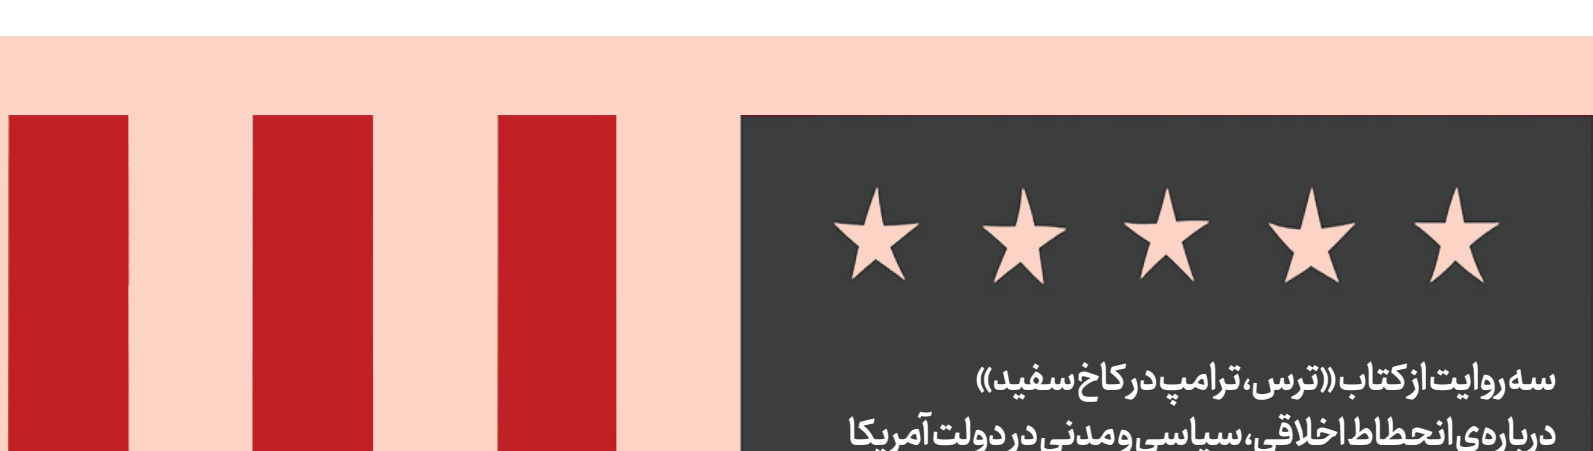 سه روایت از کتاب «ترس، ترامپ در کاخ سفید»
درباره‌ی انحطاط اخلاقی، سیاسی و مدنی در دولت آمریکا